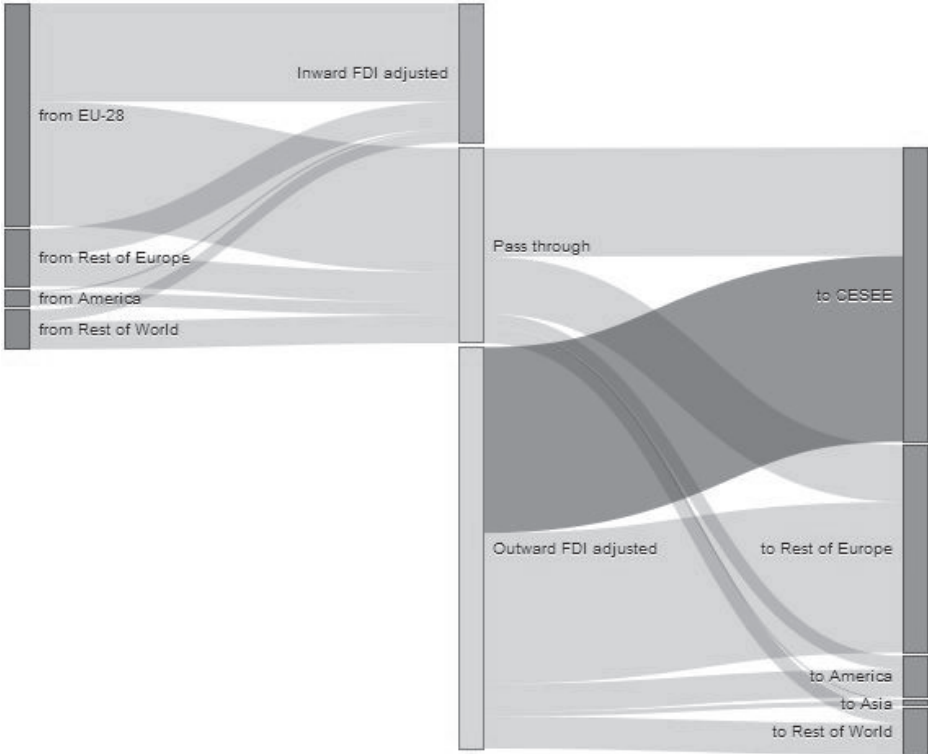 Inward FDI adjusted
from EU-28
Pass through
from Rest of Europe
from America
to CESEE
from Rest of World
Outward FDI adjusted
to Rest of Europe
to America
to Asia
to Rest of World